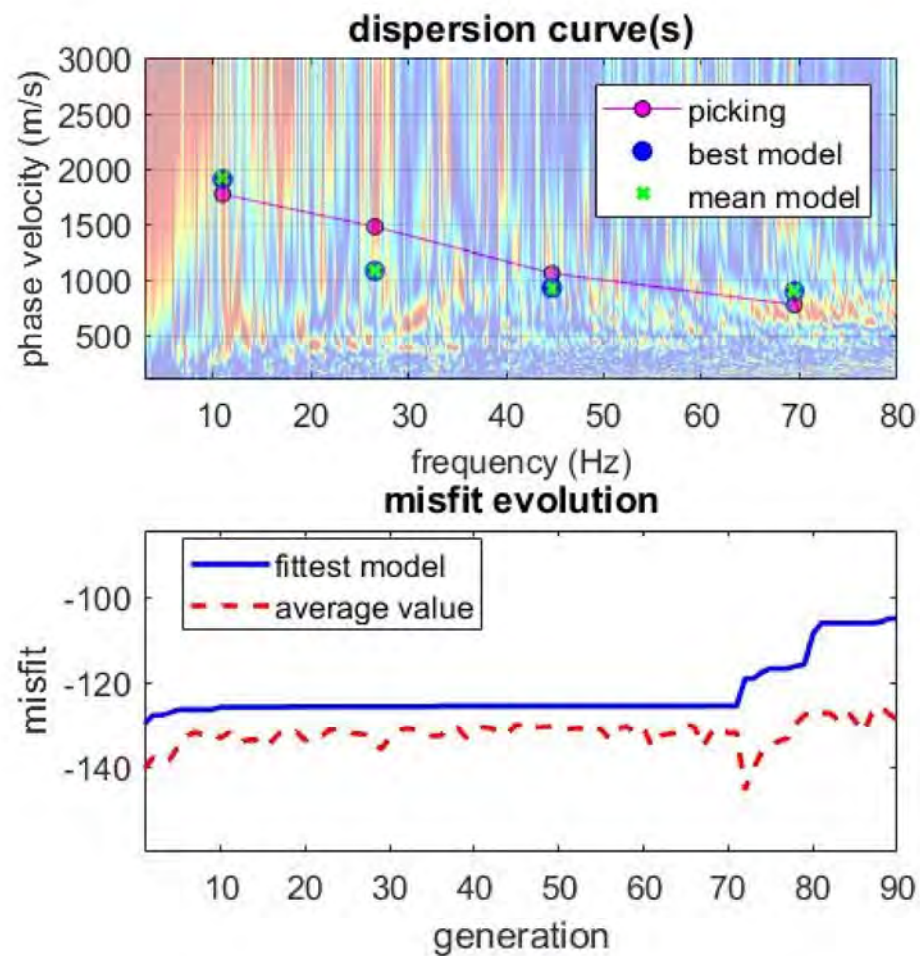 dispersion curve(s)
3000
2500
2000
1500
1000
500
phase velocity (m/s)
picking
best model
mean model
10 20 30 40 50 60 70 80
frequency (Hz)
misfit evolution
fittest model
average value
-100
-120
-140
misfit
10 20 30 40 50 60 70 80 90
generation